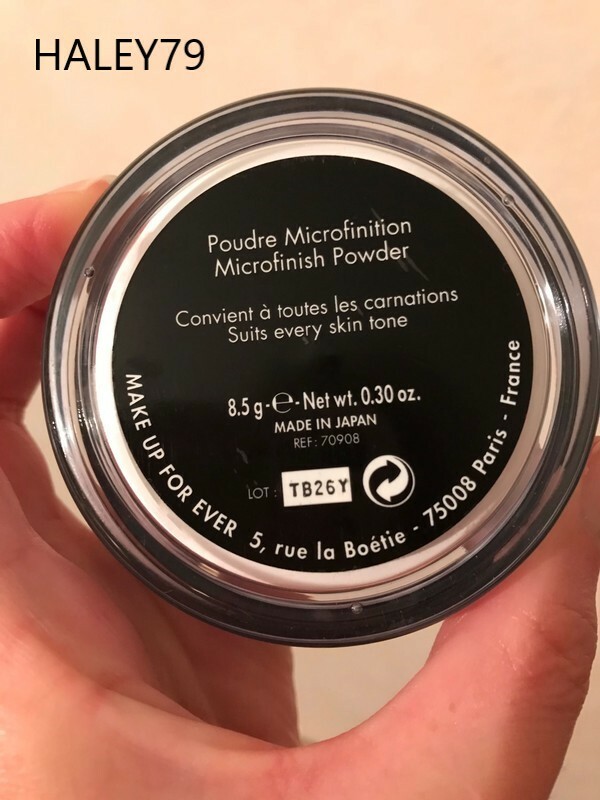 HALEY79
Poudre Microfinition
Microfinish Powder
Convient à toutes les carnations
Suits every skin tone
8.5 g - ℮ - Net wt. 0.30 oz.
MADE IN JAPAN
REF: 70908
LOT : TB26Y
MAKE UP FOR EVER 5, rue la Boétie - 75008 Paris - France